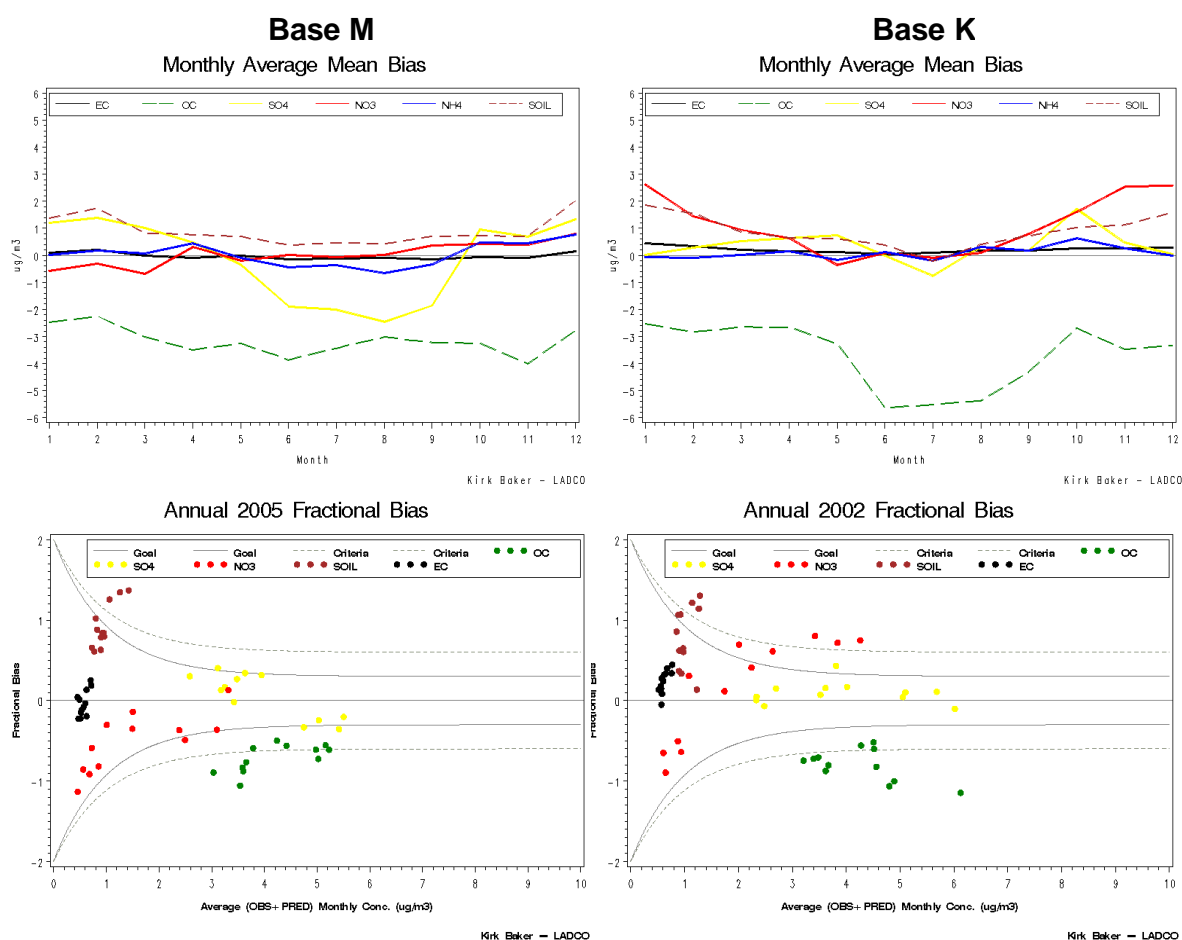 Base M
Monthly Average Mean Bias
EC OC SO4 NO3 NH4 SOIL
6
5
4
3
2
1
0
-1
-2
-3
-4
-5
-6
ug/m3
1 2 3 4 5 6 7 8 9 10 11 12
Month
Kirk Baker - LADCO
Base K
Monthly Average Mean Bias
EC OC SO4 NO3 NH4 SOIL
6
5
4
3
2
1
0
-1
-2
-3
-4
-5
-6
ug/m3
1 2 3 4 5 6 7 8 9 10 11 12
Month
Kirk Baker - LADCO
Annual 2005 Fractional Bias
Goal Goal Criteria Criteria OC
SO4 NO3 SOIL EC
2
1
0
-1
-2
Fractional Bias
0 1 2 3 4 5 6 7 8 9 10
Average (OBS+ PRED) Monthly Conc. (ug/m3)
Kirk Baker - LADCO
Annual 2002 Fractional Bias
Goal Goal Criteria Criteria OC
SO4 NO3 SOIL EC
2
1
0
-1
-2
Fractional Bias
0 1 2 3 4 5 6 7 8 9 10
Average (OBS+ PRED) Monthly Conc. (ug/m3)
Kirk Baker - LADCO